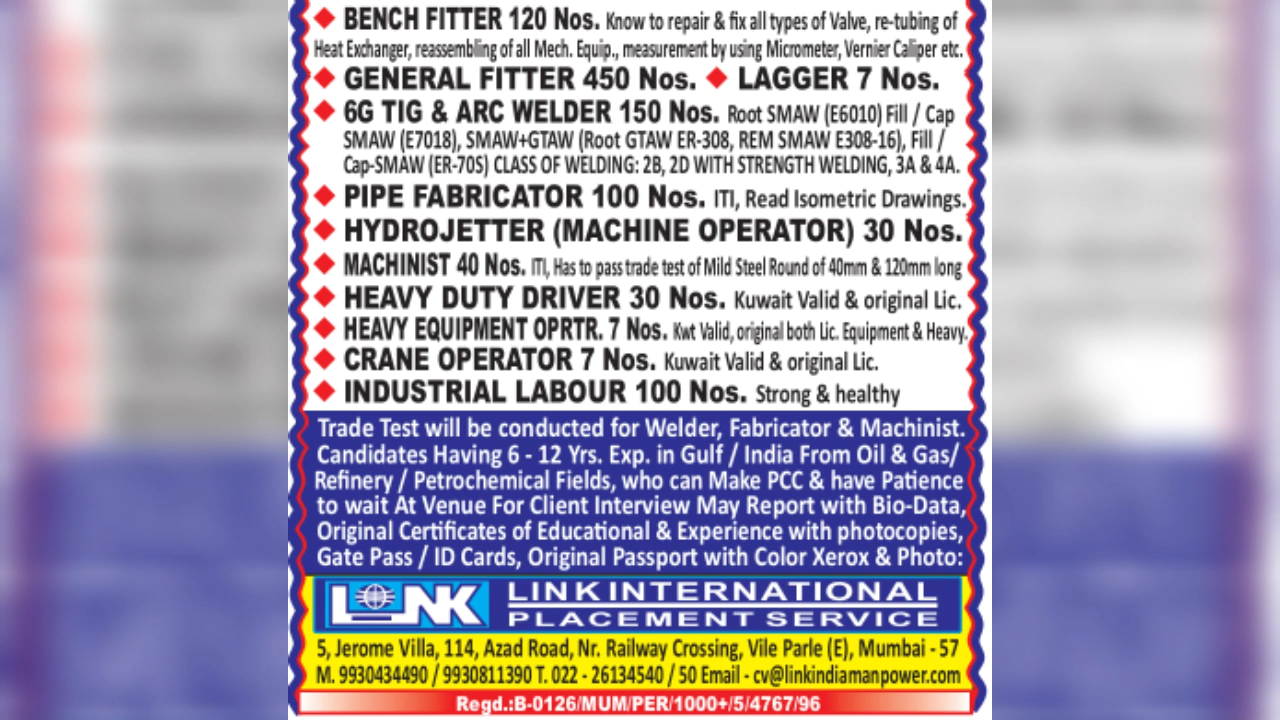 ◆ BENCH FITTER 120 Nos. Know to repair & fix all types of Valve, re-tubing of
Heat Exchanger, reassembling of all Mech. Equip., measurement by using Micrometer, Vernier Caliper etc.
◆ GENERAL FITTER 450 Nos. ◆ LAGGER 7 Nos.
◆ 6G TIG & ARC WELDER 150 Nos. Root SMAW (E6010) Fill / Cap
SMAW (E7018), SMAW+GTAW (Root GTAW ER-308, REM SMAW E308-16), Fill /
Cap-SMAW (ER-70S) CLASS OF WELDING: 2B, 2D WITH STRENGTH WELDING, 3A & 4A.
◆ PIPE FABRICATOR 100 Nos. ITI, Read Isometric Drawings.
◆ HYDROJETTER (MACHINE OPERATOR) 30 Nos.
◆ MACHINIST 40 Nos. ITI, Has to pass trade test of Mild Steel Round of 40mm & 120mm long
◆ HEAVY DUTY DRIVER 30 Nos. Kuwait Valid & original Lic.
◆ HEAVY EQUIPMENT OPRTR. 7 Nos. Kwt Valid, original both Lic. Equipment & Heavy.
◆ CRANE OPERATOR 7 Nos. Kuwait Valid & original Lic.
◆ INDUSTRIAL LABOUR 100 Nos. Strong & healthy
Trade Test will be conducted for Welder, Fabricator & Machinist.
Candidates Having 6 - 12 Yrs. Exp. in Gulf / India From Oil & Gas/
Refinery / Petrochemical Fields, who can Make PCC & have Patience
to wait At Venue For Client Interview May Report with Bio-Data,
Original Certificates of Educational & Experience with photocopies,
Gate Pass / ID Cards, Original Passport with Color Xerox & Photo:
LINK LINK INTERNATIONAL
PLACEMENT SERVICE
5, Jerome Villa, 114, Azad Road, Nr. Railway Crossing, Vile Parle (E), Mumbai - 57
M. 9930434490 / 9930811390 T. 022 - 26134540 / 50 Email - cv@linkindiamanpower.com
Regd.:B-0126/MUM/PER/1000+/5/4767/96